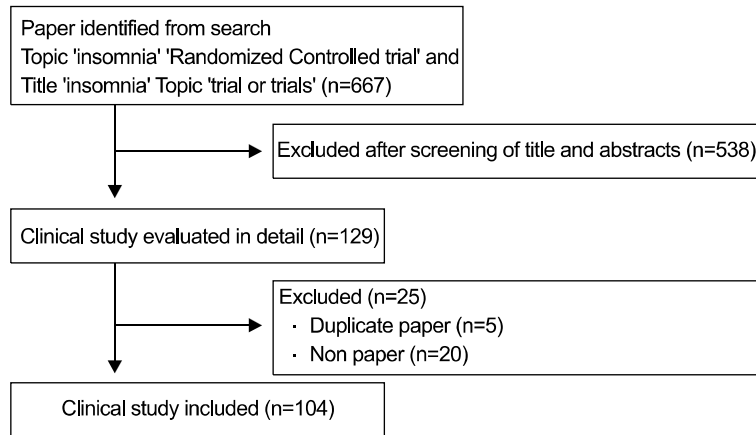 Paper identified from search
Topic 'insomnia' 'Randomized Controlled trial' and
Title 'insomnia' Topic 'trial or trials' (n=667)
Excluded after screening of title and abstracts (n=538)
Clinical study evaluated in detail (n=129)
Excluded (n=25)
· Duplicate paper (n=5)
· Non paper (n=20)
Clinical study included (n=104)